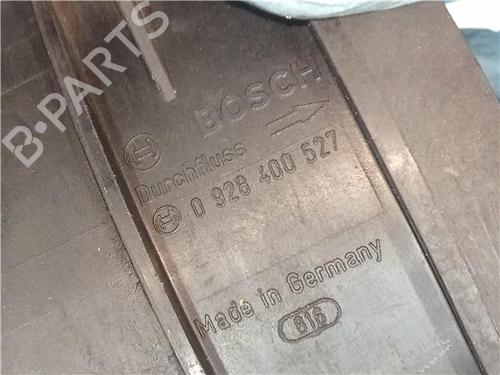 B-PARTS
BOSCH
Durchfluss
0 928 400 527
Made in Germany
816